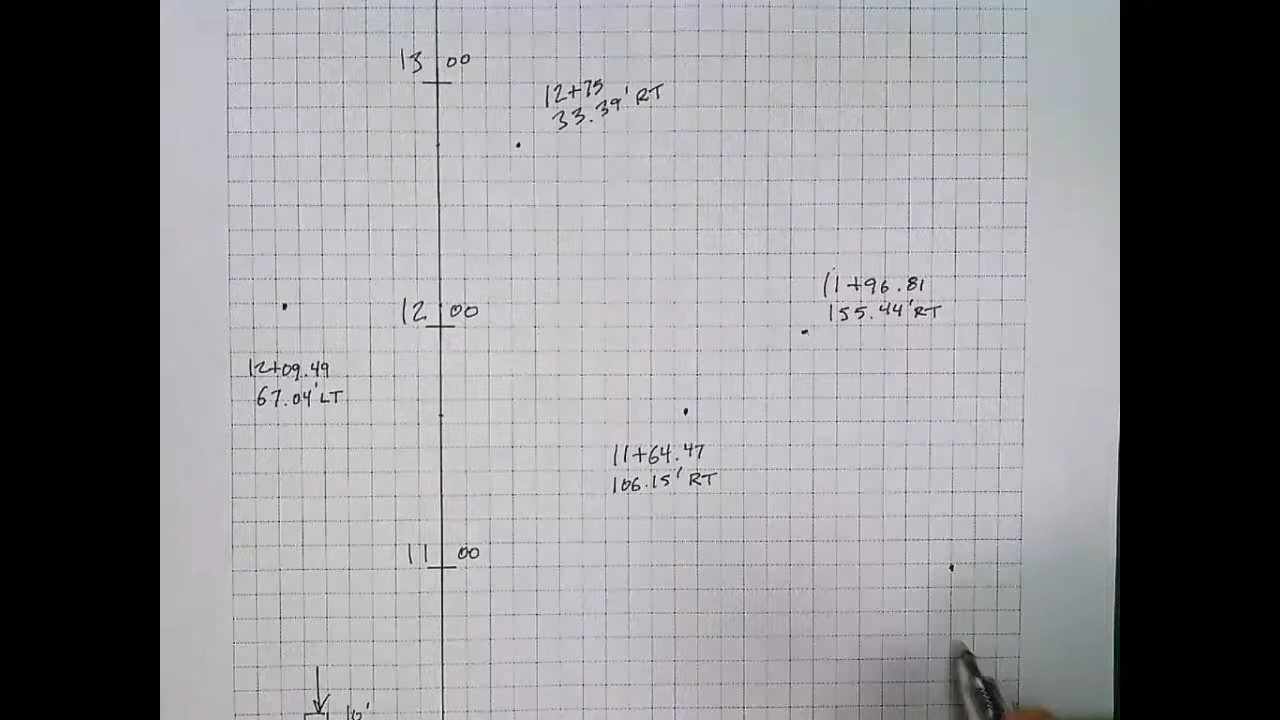 13 00
12+75
33.39' RT
11+96.81
155.44' RT
12 00
12+09.49
67.04' LT
11+64.47
106.15' RT
11 00
10'